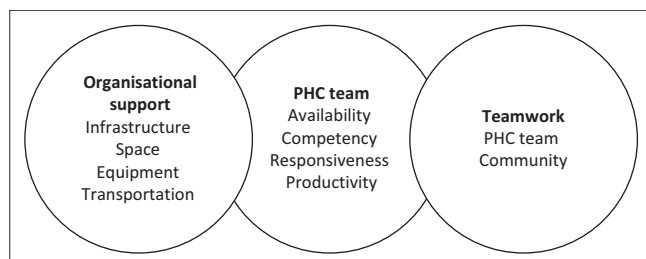 Organisational
support
Infrastructure
Space
Equipment
Transportation
PHC team
Availability
Competency
Responsiveness
Productivity
Teamwork
PHC team
Community